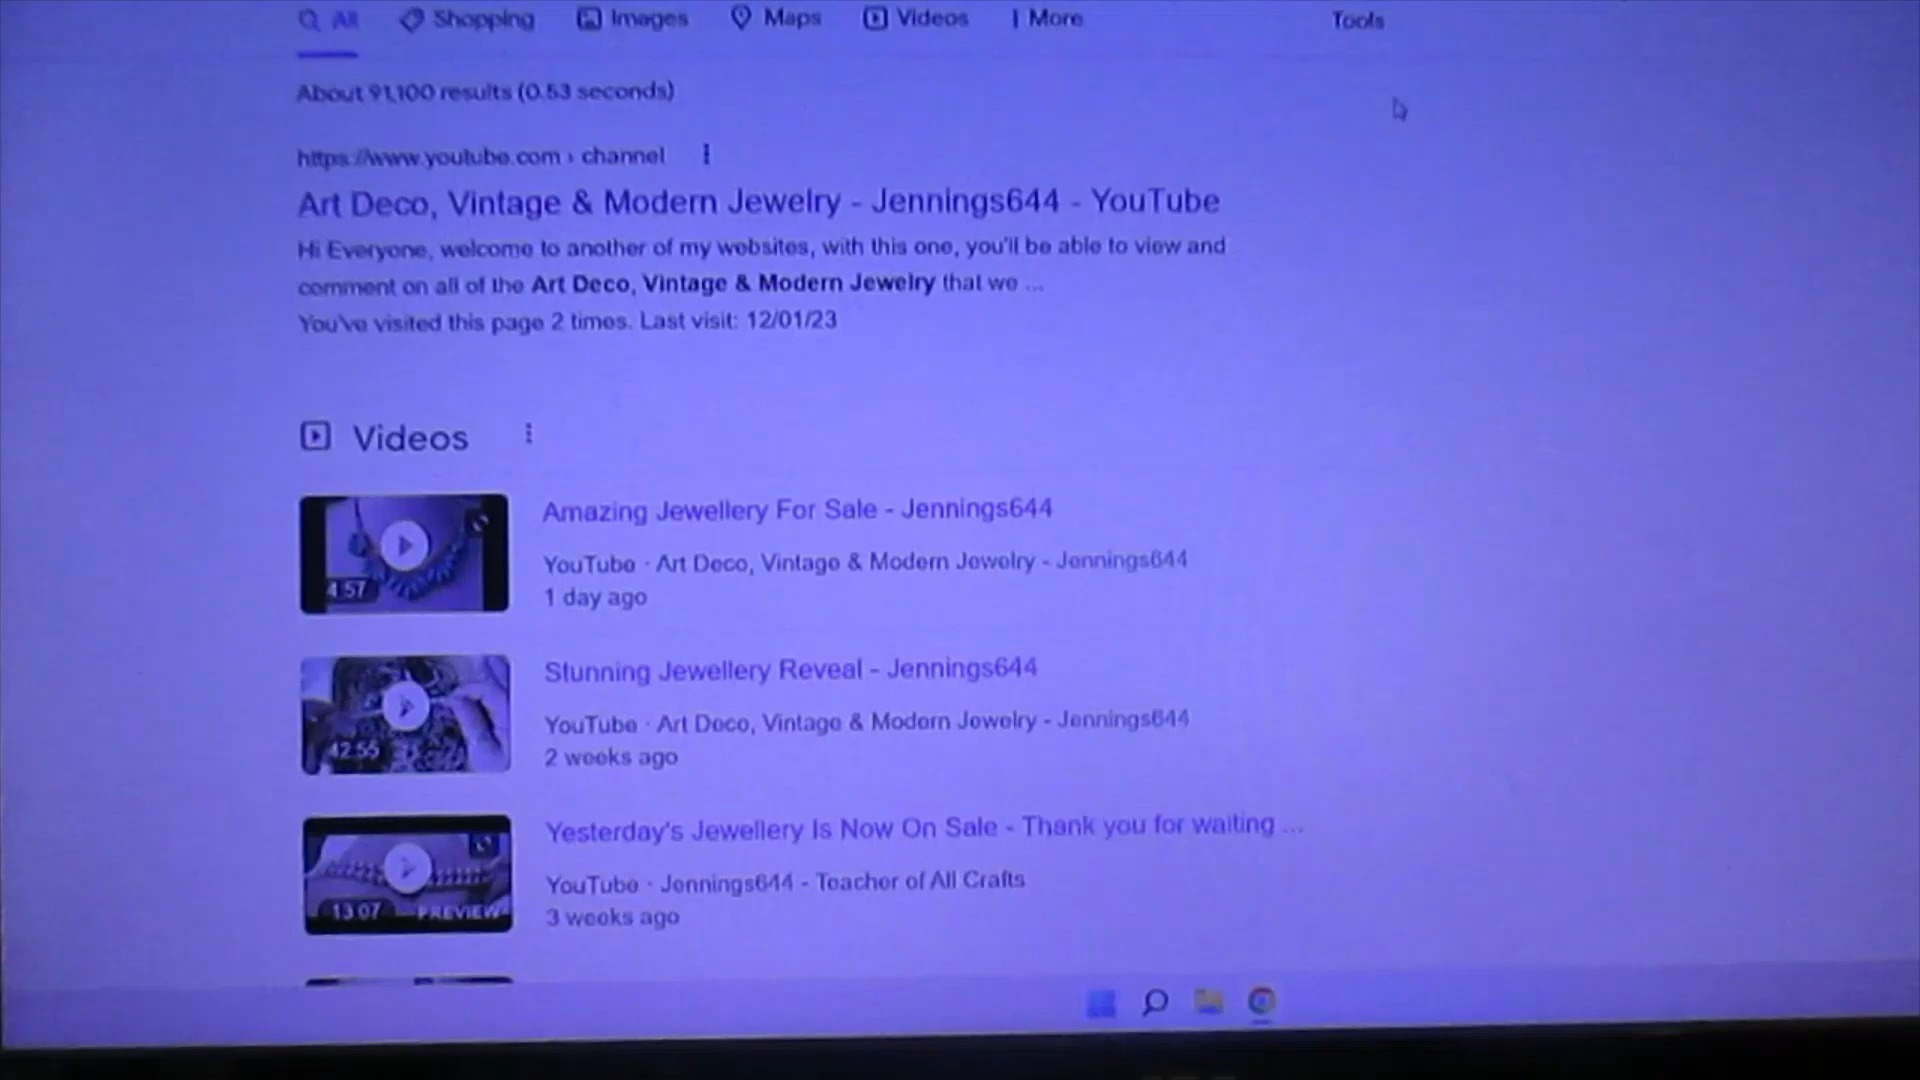 All Shopping Images Maps Videos More Tools
About 91,100 results (0.53 seconds)
https://www.youtube.com › channel
Art Deco, Vintage & Modern Jewelry - Jennings644 - YouTube
Hi Everyone, welcome to another of my websites, with this one, you'll be able to view and
comment on all of the Art Deco, Vintage & Modern Jewelry that we ...
You've visited this page 2 times. Last visit: 12/01/23
Videos
Amazing Jewellery For Sale - Jennings644
YouTube · Art Deco, Vintage & Modern Jewelry - Jennings644
1 day ago
4:57
Stunning Jewellery Reveal - Jennings644
YouTube · Art Deco, Vintage & Modern Jewelry - Jennings644
2 weeks ago
42:55
Yesterday's Jewellery Is Now On Sale - Thank you for waiting ...
YouTube · Jennings644 - Teacher of All Crafts
3 weeks ago
13:07 PREVIEW